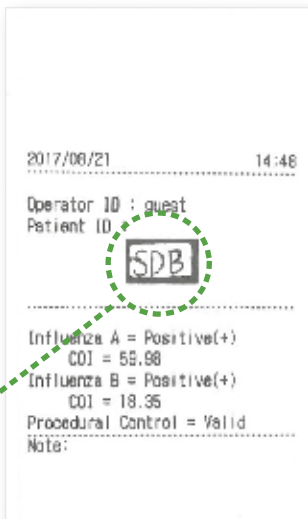 2017/08/21 14:48
Operator ID : guest
Patient ID :
SDB
Influenza A = Positive(+)
COI = 59.98
Influenza B = Positive(+)
COI = 18.35
Procedural Control = Valid
Note: